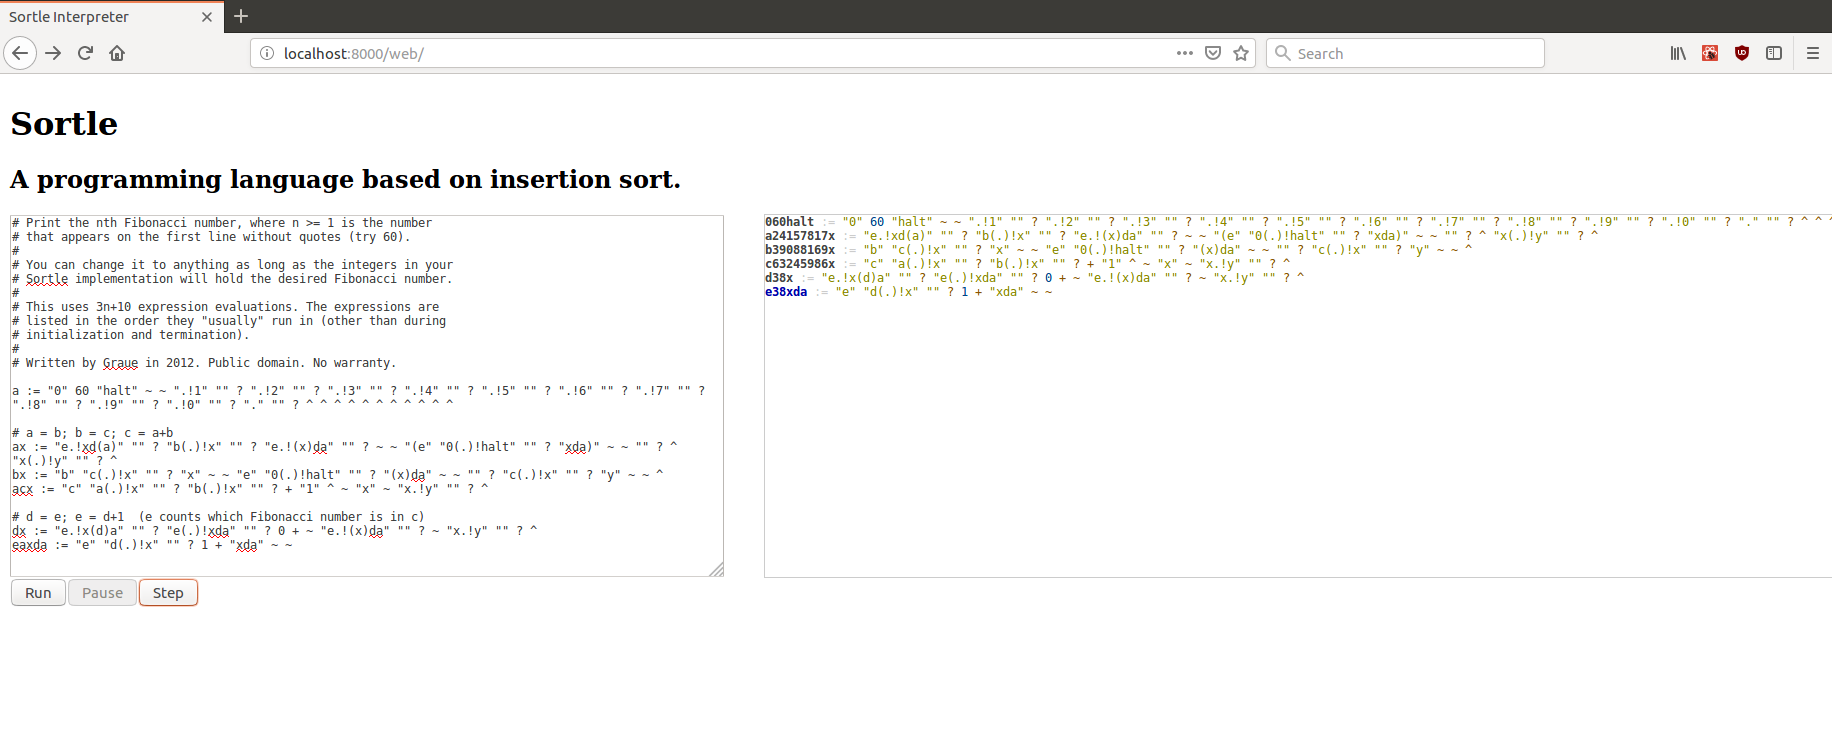 Sortle Interpreter
localhost:8000/web/
Search
Sortle
A programming language based on insertion sort.
# Print the nth Fibonacci number, where n >= 1 is the number
# that appears on the first line without quotes (try 60).
#
# You can change it to anything as long as the integers in your
# Sortle implementation will hold the desired Fibonacci number.
#
# This uses 3n+10 expression evaluations. The expressions are
# listed in the order they "usually" run in (other than during
# initialization and termination).
#
# Written by Graue in 2012. Public domain. No warranty.
a := "0" 60 "halt" ~ ~ ".!1" "" ? ".!2" "" ? ".!3" "" ? ".!4" "" ? ".!5" "" ? ".!6" "" ? ".!7" "" ?
".!8" "" ? ".!9" "" ? ".!0" "" ? "." "" ? ^ ^ ^ ^ ^ ^ ^ ^ ^ ^ ^
# a = b; b = c; c = a+b
ax := "e.!xd(a)" "" ? "b(.)!x" "" ? "e.!(x)da" "" ? ~ ~ "(e" "0(.)!halt" "" ? "xda)" ~ ~ "" ? ^
"x(.)!y" "" ? ^
bx := "b" "c(.)!x" "" ? "x" ~ ~ "e" "0(.)!halt" "" ? "(x)da" ~ ~ "" ? "c(.)!x" "" ? "y" ~ ~ ^
acx := "c" "a(.)!x" "" ? "b(.)!x" "" ? + "1" ^ ~ "x" ~ "x.!y" "" ? ^
# d = e; e = d+1  (e counts which Fibonacci number is in c)
dx := "e.!x(d)a" "" ? "e(.)!xda" "" ? 0 + ~ "e.!(x)da" "" ? ~ "x.!y" "" ? ^
eaxda := "e" "d(.)!x" "" ? 1 + "xda" ~ ~
Run
Pause
Step
060halt := "0" 60 "halt" ~ ~ ".!1" "" ? ".!2" "" ? ".!3" "" ? ".!4" "" ? ".!5" "" ? ".!6" "" ? ".!7" "" ? ".!8" "" ? ".!9" "" ? ".!0" "" ? "." "" ? ^ ^ ^
a24157817x := "e.!xd(a)" "" ? "b(.)!x" "" ? "e.!(x)da" "" ? ~ ~ "(e" "0(.)!halt" "" ? "xda)" ~ ~ "" ? ^ "x(.)!y" "" ? ^
b39088169x := "b" "c(.)!x" "" ? "x" ~ ~ "e" "0(.)!halt" "" ? "(x)da" ~ ~ "" ? "c(.)!x" "" ? "y" ~ ~ ^
c63245986x := "c" "a(.)!x" "" ? "b(.)!x" "" ? + "1" ^ ~ "x" ~ "x.!y" "" ? ^
d38x := "e.!x(d)a" "" ? "e(.)!xda" "" ? 0 + ~ "e.!(x)da" "" ? ~ "x.!y" "" ? ^
e38xda := "e" "d(.)!x" "" ? 1 + "xda" ~ ~